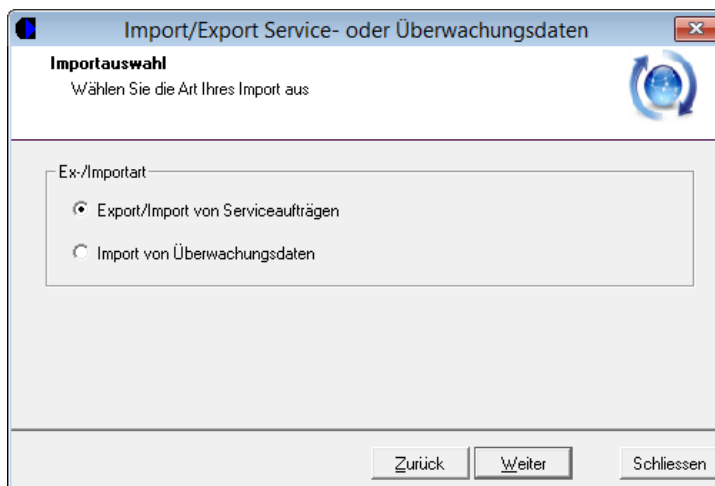 Import/Export Service- oder Überwachungsdaten
Importauswahl
Wählen Sie die Art Ihres Import aus
Ex-/Importart
Export/Import von Serviceaufträgen
Import von Überwachungsdaten
Zurück Weiter Schliessen